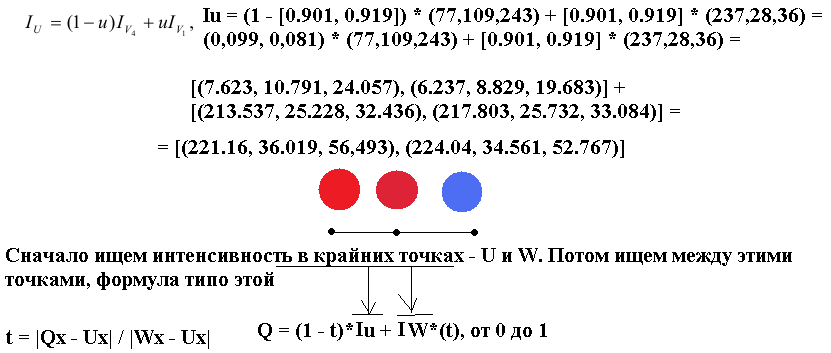 I_U = (1−u)I_{V_4} + uI_{V_1}, Iu = (1 - [0.901, 0.919]) * (77,109,243) + [0.901, 0.919] * (237,28,36) =
(0,099, 0,081) * (77,109,243) + [0.901, 0.919] * (237,28,36) =
[(7.623, 10.791, 24.057), (6.237, 8.829, 19.683)] +
[(213.537, 25.228, 32.436), (217.803, 25.732, 33.084)] =
= [(221.16, 36.019, 56,493), (224.04, 34.561, 52.767)]
Сначало ищем интенсивность в крайних точках - U и W. Потом ищем между этими
точками, формула типо этой
t = |Qx - Ux| / |Wx - Ux|
Q = (1 - t)*Iu + IW*(t), от 0 до 1